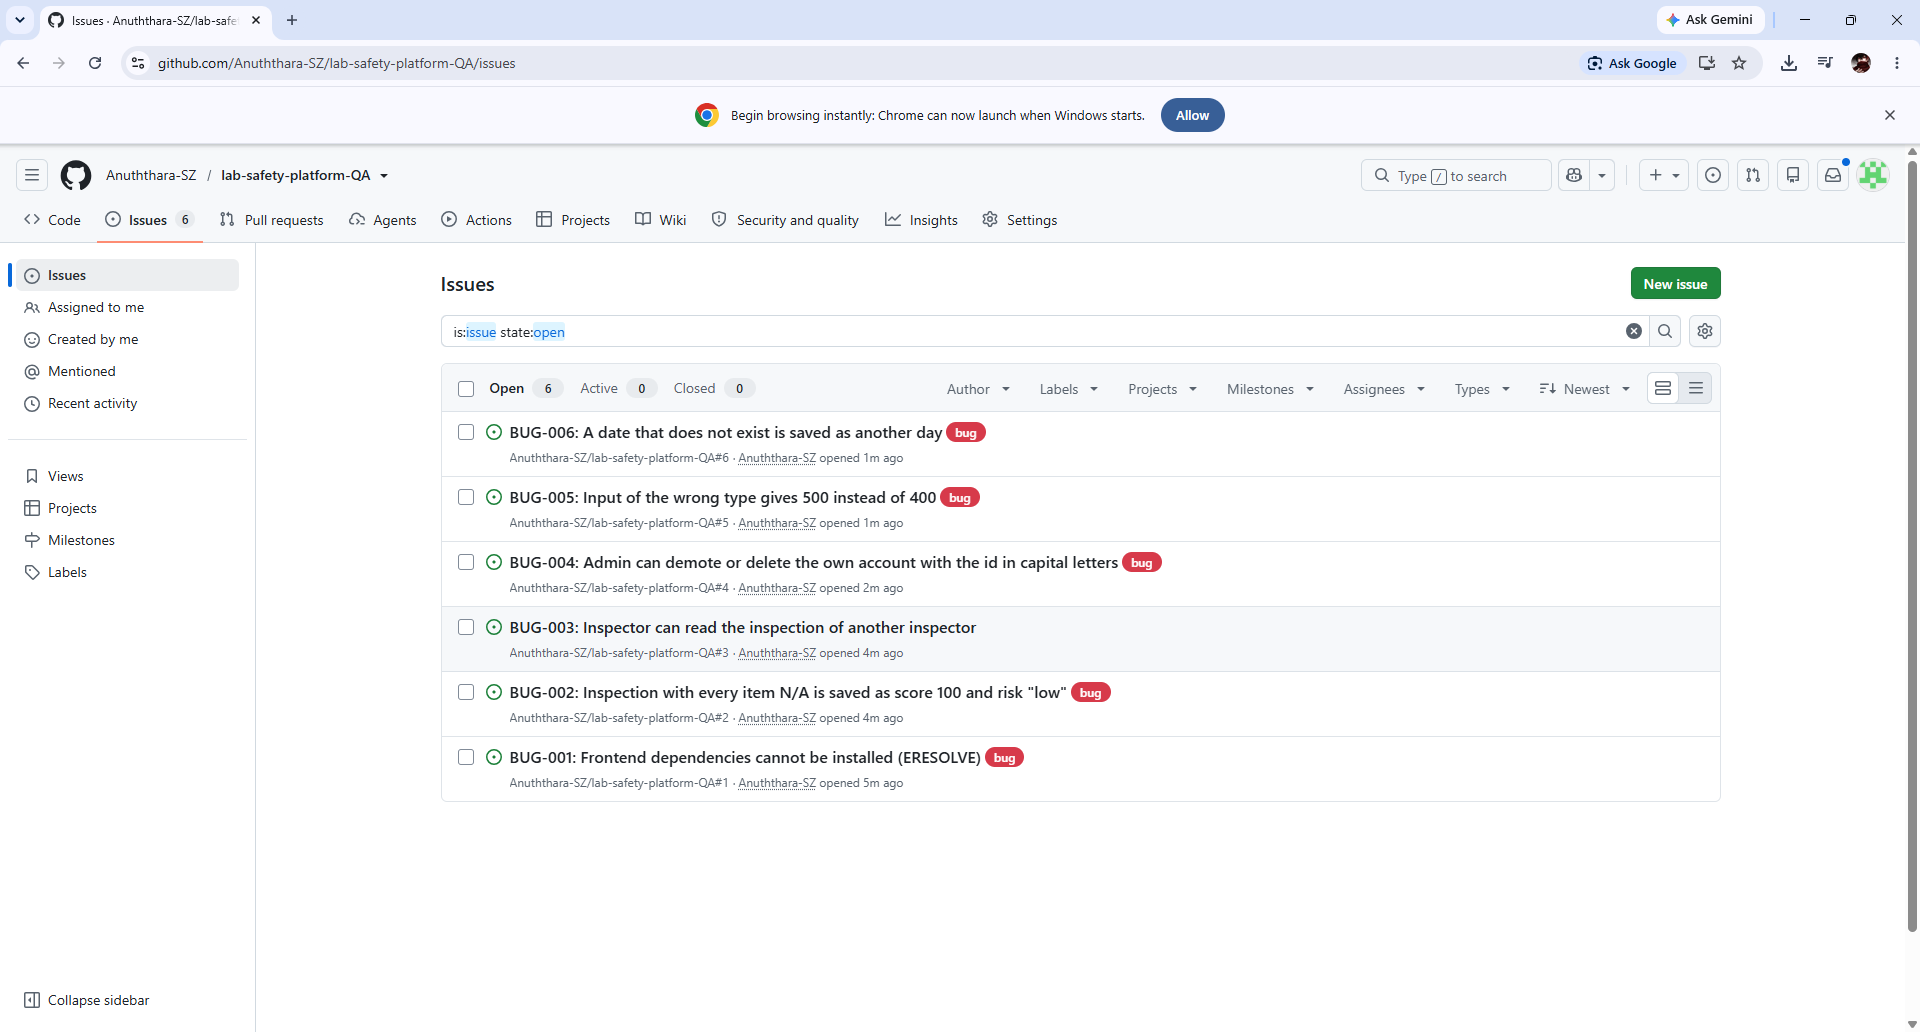 Issues · Anuththara-SZ/lab-safe
Ask Gemini
github.com/Anuththara-SZ/lab-safety-platform-QA/issues
Ask Google
Begin browsing instantly: Chrome can now launch when Windows starts.
Allow
Anuththara-SZ / lab-safety-platform-QA
Type / to search
Code
Issues 6
Pull requests
Agents
Actions
Projects
Wiki
Security and quality
Insights
Settings
Issues
Assigned to me
Created by me
Mentioned
Recent activity
Views
Projects
Milestones
Labels
Collapse sidebar
Issues
New issue
is:issue state:open
Open 6 Active 0 Closed 0 Author Labels Projects Milestones Assignees Types Newest
BUG-006: A date that does not exist is saved as another day bug
Anuththara-SZ/lab-safety-platform-QA#6 · Anuththara-SZ opened 1m ago
BUG-005: Input of the wrong type gives 500 instead of 400 bug
Anuththara-SZ/lab-safety-platform-QA#5 · Anuththara-SZ opened 1m ago
BUG-004: Admin can demote or delete the own account with the id in capital letters bug
Anuththara-SZ/lab-safety-platform-QA#4 · Anuththara-SZ opened 2m ago
BUG-003: Inspector can read the inspection of another inspector
Anuththara-SZ/lab-safety-platform-QA#3 · Anuththara-SZ opened 4m ago
BUG-002: Inspection with every item N/A is saved as score 100 and risk "low" bug
Anuththara-SZ/lab-safety-platform-QA#2 · Anuththara-SZ opened 4m ago
BUG-001: Frontend dependencies cannot be installed (ERESOLVE) bug
Anuththara-SZ/lab-safety-platform-QA#1 · Anuththara-SZ opened 5m ago